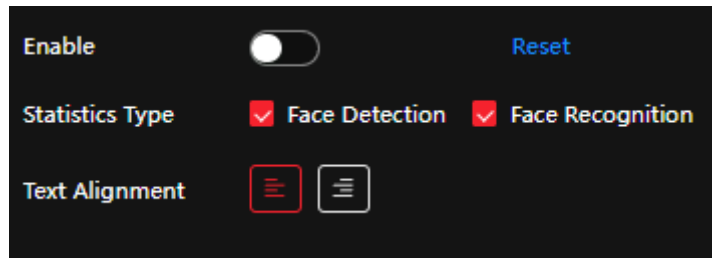 Enable Reset
Statistics Type Face Detection Face Recognition
Text Alignment